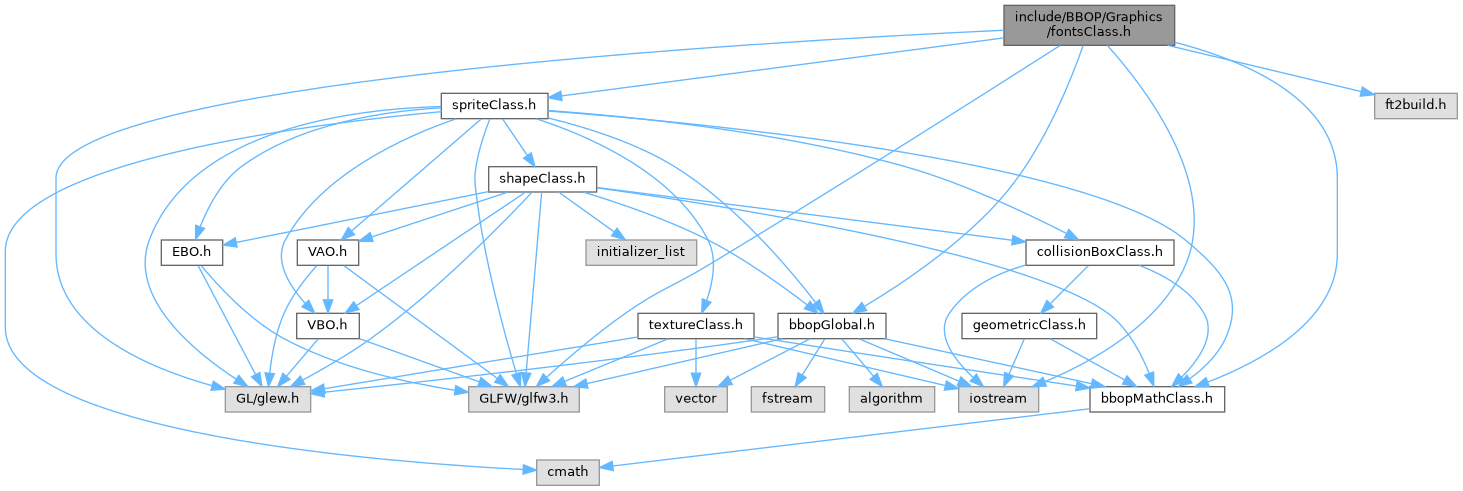 include/BBOP/Graphics
/fontsClass.h
spriteClass.h
ft2build.h
shapeClass.h
EBO.h
VAO.h
initializer_list
collisionBoxClass.h
VBO.h
textureClass.h
bbopGlobal.h
geometricClass.h
GL/glew.h
GLFW/glfw3.h
vector
fstream
algorithm
iostream
bbopMathClass.h
cmath